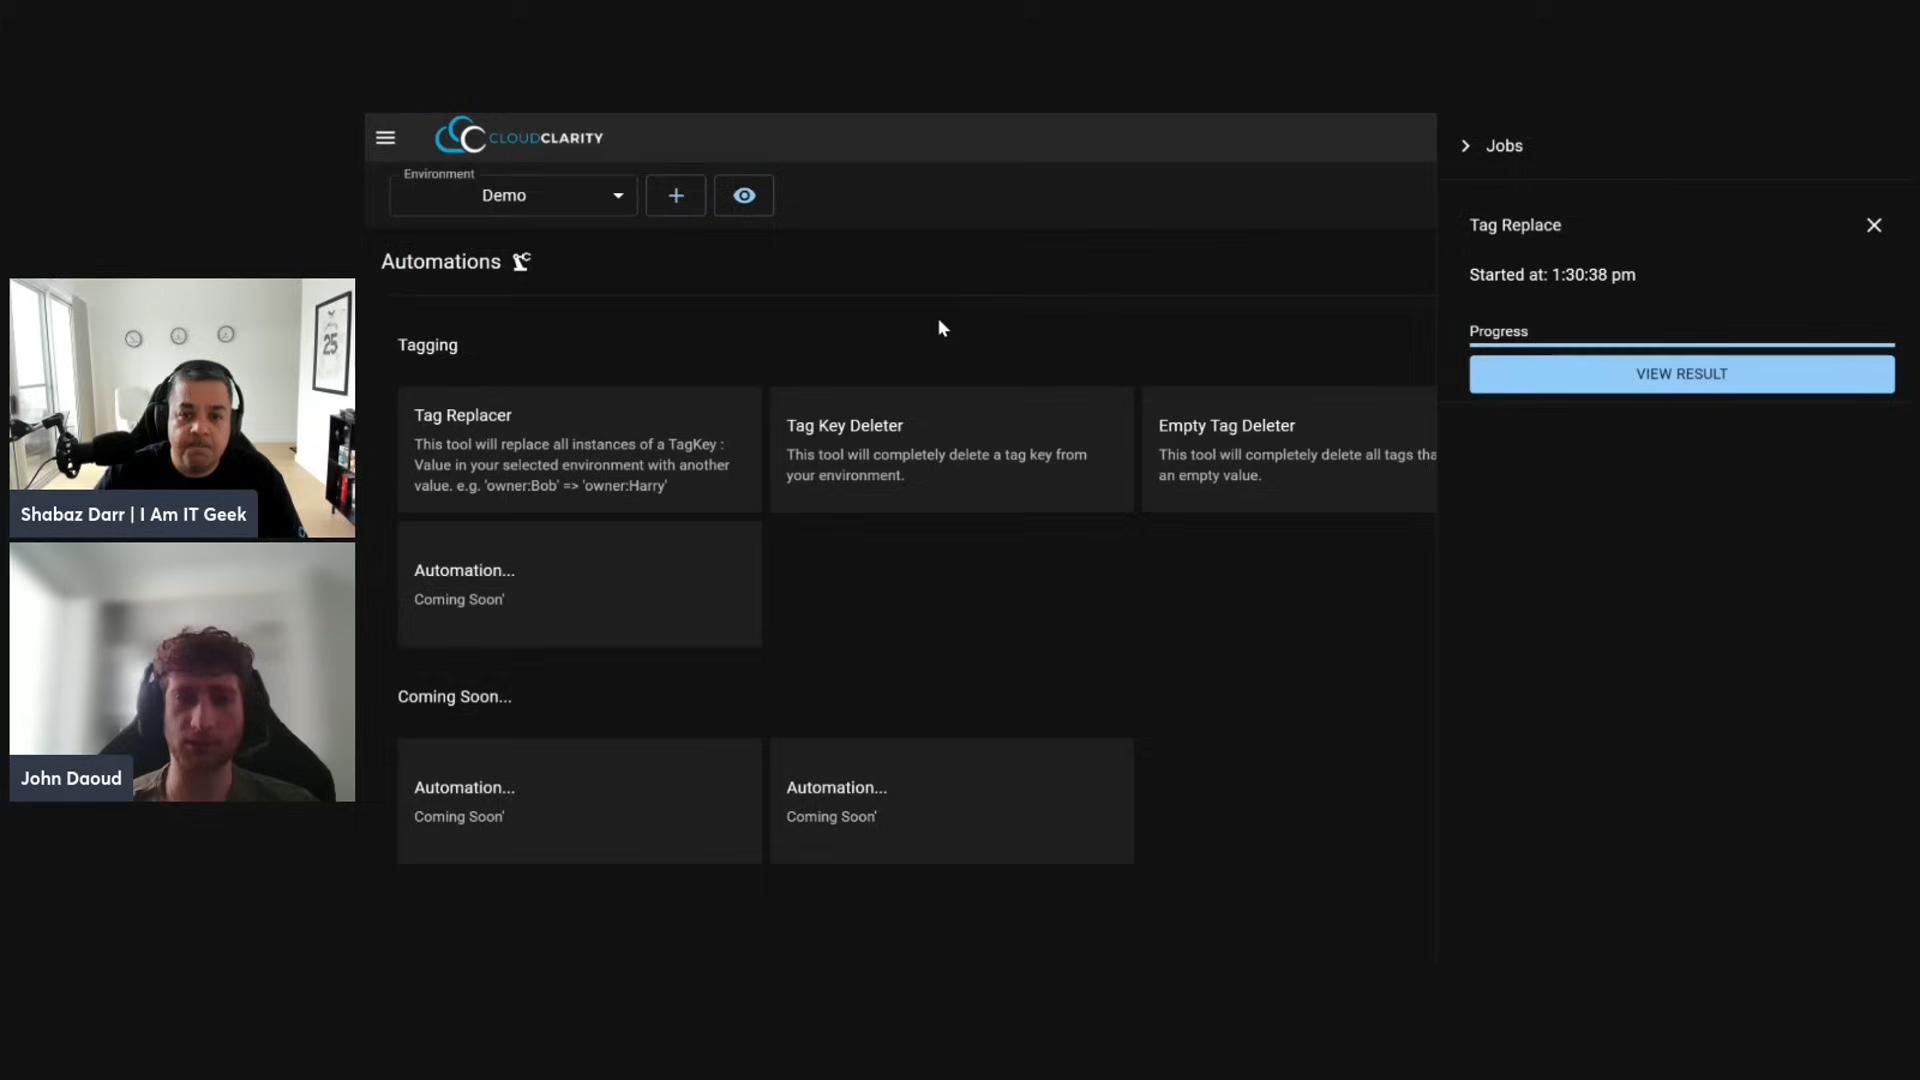 CLOUDCLARITY
Environment
Demo
Automations
Tagging
Tag Replacer
This tool will replace all instances of a TagKey :
Value in your selected environment with another
value. e.g. 'owner:Bob' => 'owner:Harry'
Tag Key Deleter
This tool will completely delete a tag key from
your environment.
Empty Tag Deleter
This tool will completely delete all tags tha
an empty value.
Automation...
Coming Soon'
Coming Soon...
Automation...
Coming Soon'
Automation...
Coming Soon'
Jobs
Tag Replace
Started at: 1:30:38 pm
Progress
VIEW RESULT
25
Shabaz Darr | I Am IT Geek
John Daoud